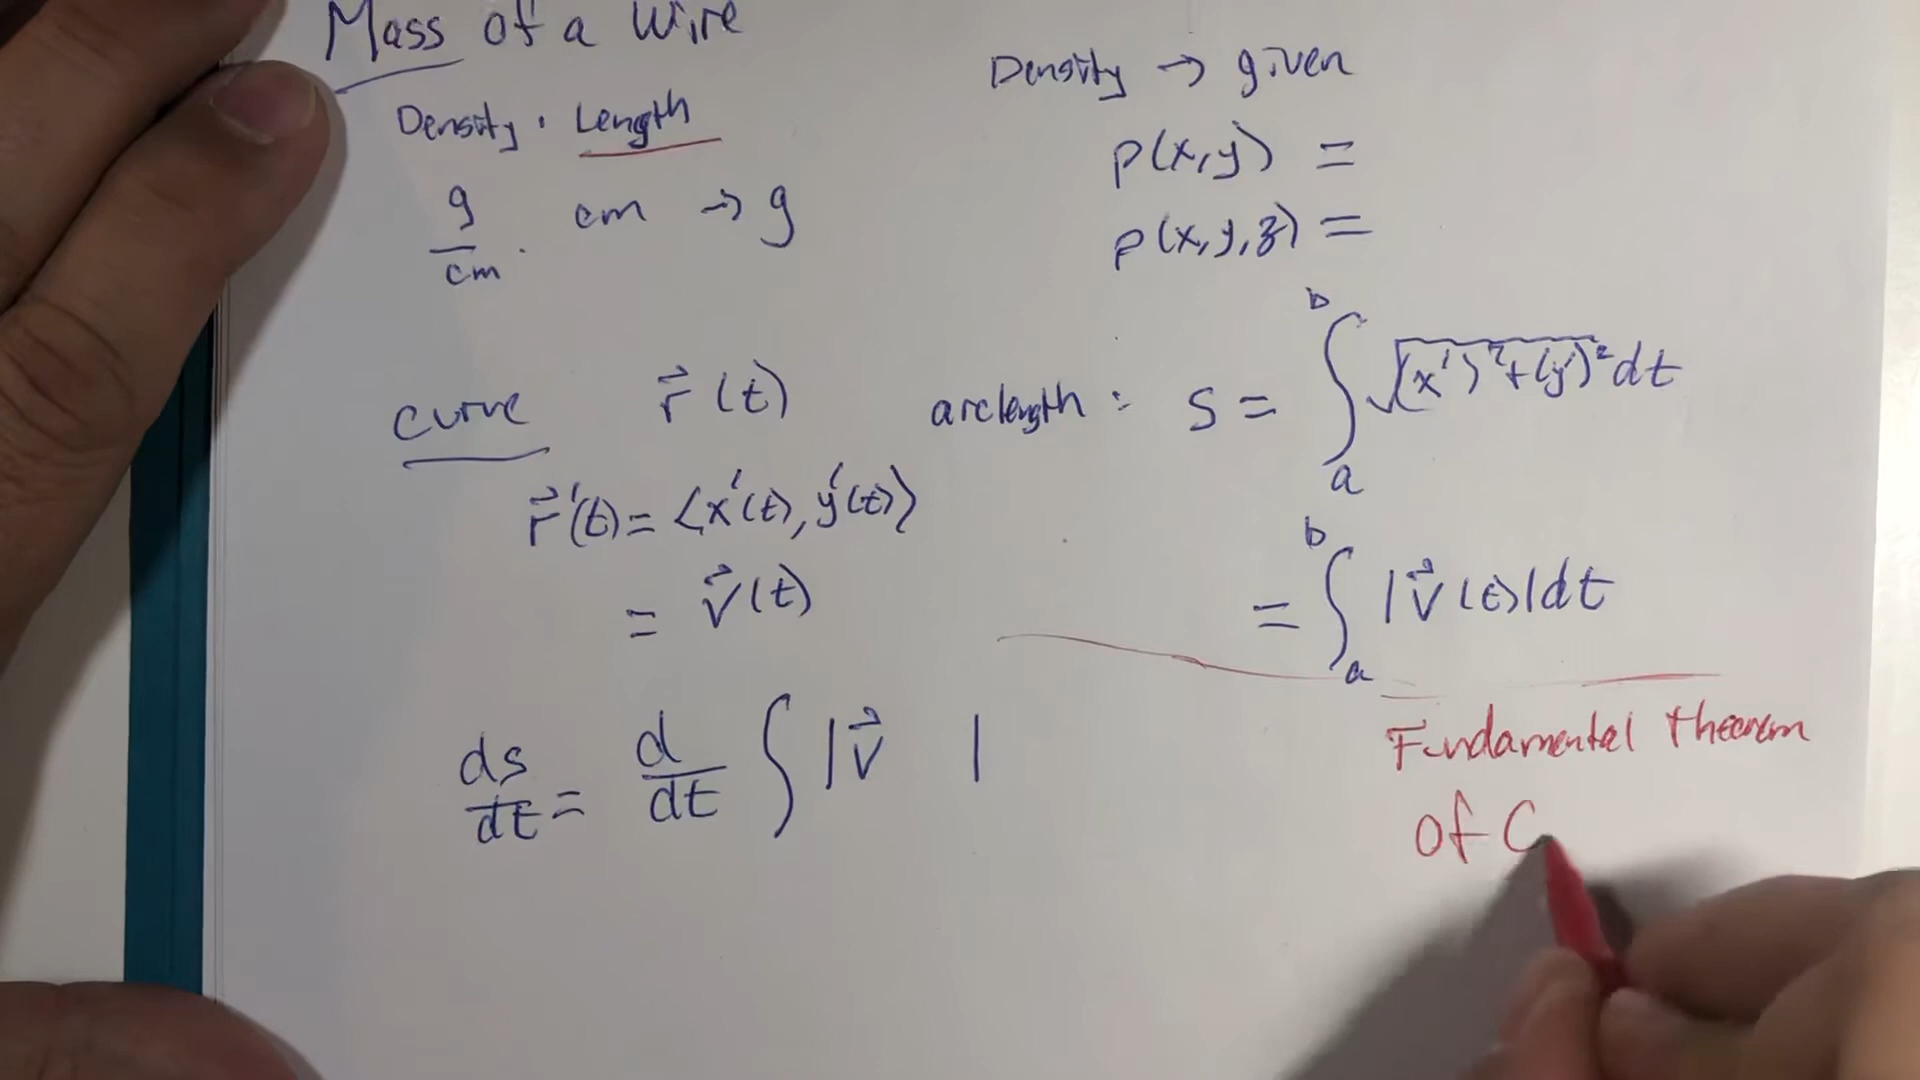 Mass of a Wire
Density · Length
g/cm · cm → g
Density → given
ρ(x,y) =
ρ(x,y,z) =
curve r⃗(t)
r⃗'(t) = ⟨x'(t), y'(t)⟩
= v⃗(t)
arclength : s = ∫_a^b √(x')²+(y')² dt
= ∫_a^b |v⃗(t)|dt
ds/dt = d/dt ∫ |v⃗ |
Fundamental theorem
of C